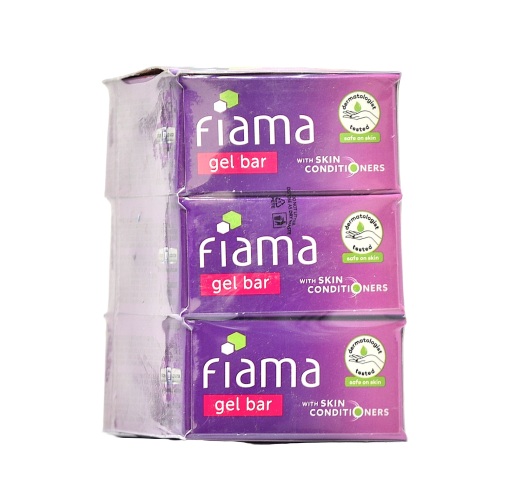 fiama
gel bar
WITH SKIN
CONDITIONERS
dermatologist
tested
safe on skin
fiama
gel bar
WITH SKIN
CONDITIONERS
dermatologist
tested
safe on skin
fiama
gel bar
WITH SKIN
CONDITIONERS
dermatologist
tested
safe on skin